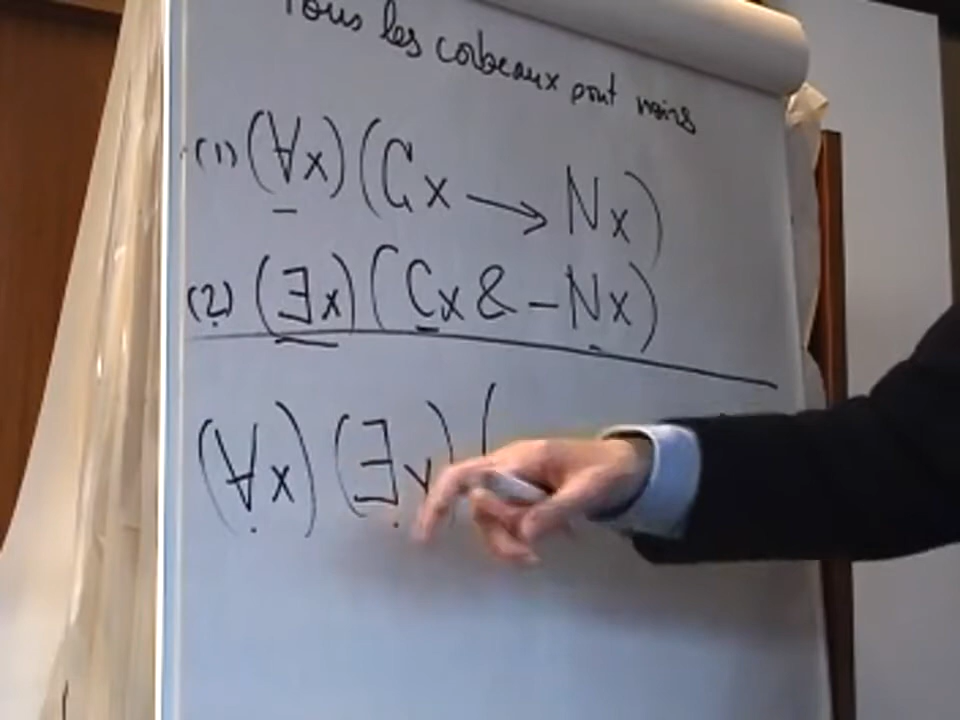 Tous les corbeaux sont noirs
(1) (∀x) (Cx → Nx)
(2) (∃x) (Cx & −Nx)
(∀x) (∃y) (